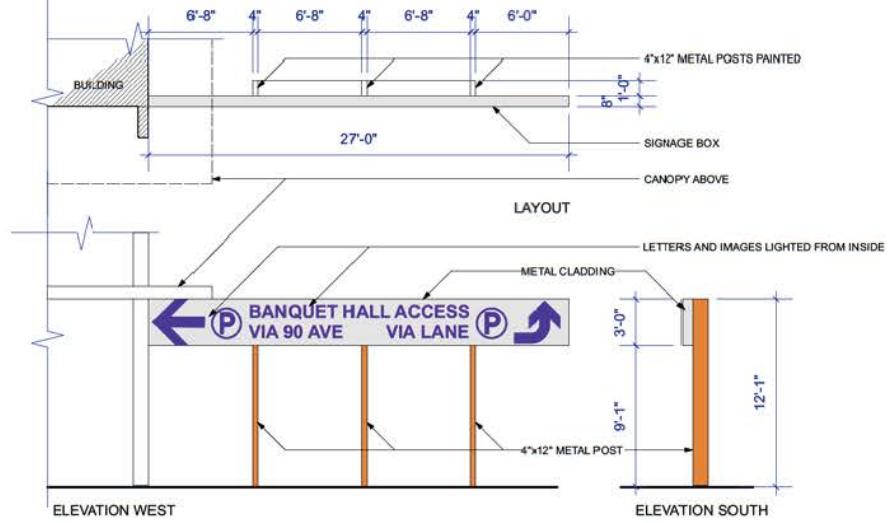 6'-8" 4" 6'-8" 4" 6'-8" 4" 6'-0"
4"x12" METAL POSTS PAINTED
BUILDING
1'-0"
8"
27'-0"
SIGNAGE BOX
CANOPY ABOVE
LAYOUT
LETTERS AND IMAGES LIGHTED FROM INSIDE
METAL CLADDING
P BANQUET HALL ACCESS P
VIA 90 AVE VIA LANE
3'-0"
9'-1"
12'-1"
4"x12" METAL POST
ELEVATION WEST
ELEVATION SOUTH